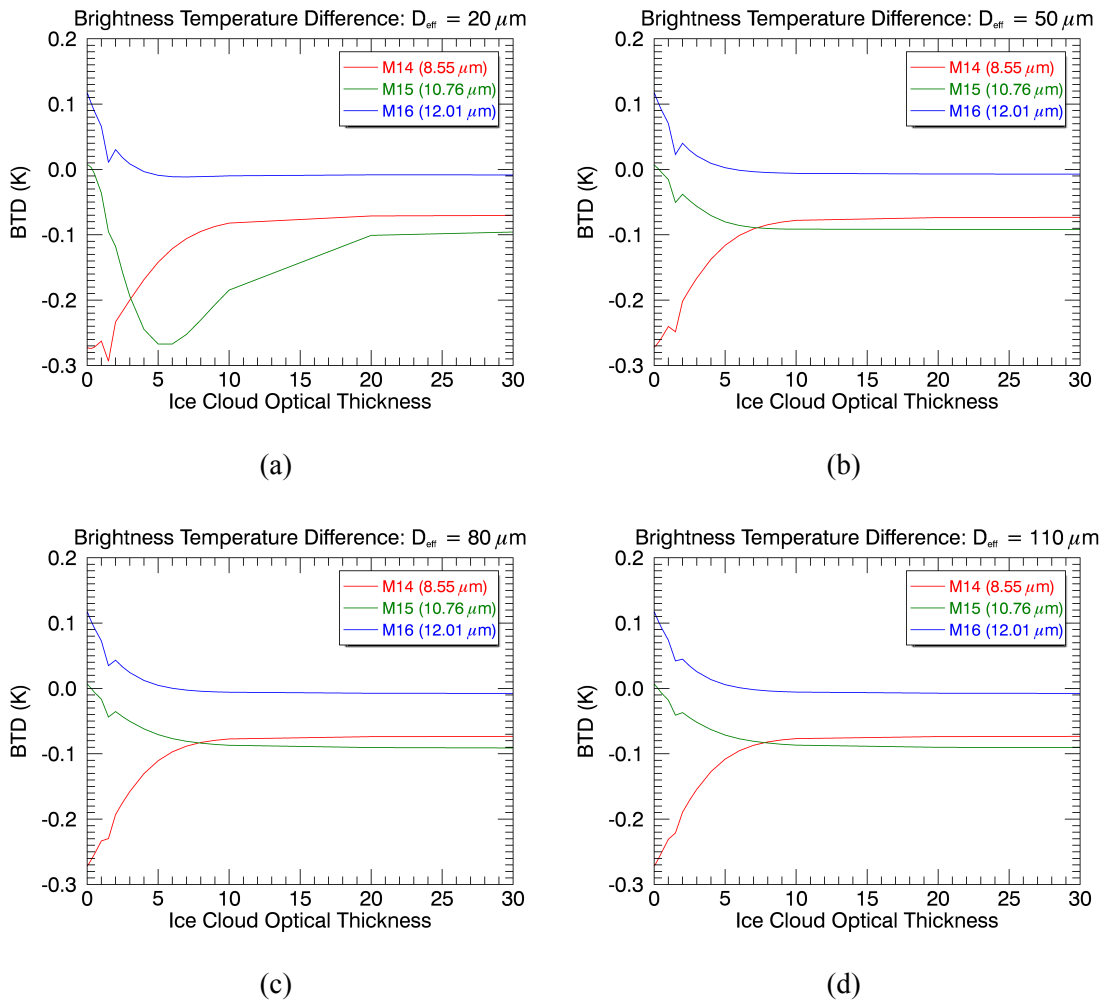 Brightness Temperature Difference: Deff = 20 μm
0.2
0.1
0.0
-0.1
-0.2
-0.3
BTD (K)
M14 (8.55 μm)
M15 (10.76 μm)
M16 (12.01 μm)
0 5 10 15 20 25 30
Ice Cloud Optical Thickness
(a)
Brightness Temperature Difference: Deff = 50 μm
0.2
0.1
0.0
-0.1
-0.2
-0.3
BTD (K)
M14 (8.55 μm)
M15 (10.76 μm)
M16 (12.01 μm)
0 5 10 15 20 25 30
Ice Cloud Optical Thickness
(b)
Brightness Temperature Difference: Deff = 80 μm
0.2
0.1
0.0
-0.1
-0.2
-0.3
BTD (K)
M14 (8.55 μm)
M15 (10.76 μm)
M16 (12.01 μm)
0 5 10 15 20 25 30
Ice Cloud Optical Thickness
(c)
Brightness Temperature Difference: Deff = 110 μm
0.2
0.1
0.0
-0.1
-0.2
-0.3
BTD (K)
M14 (8.55 μm)
M15 (10.76 μm)
M16 (12.01 μm)
0 5 10 15 20 25 30
Ice Cloud Optical Thickness
(d)